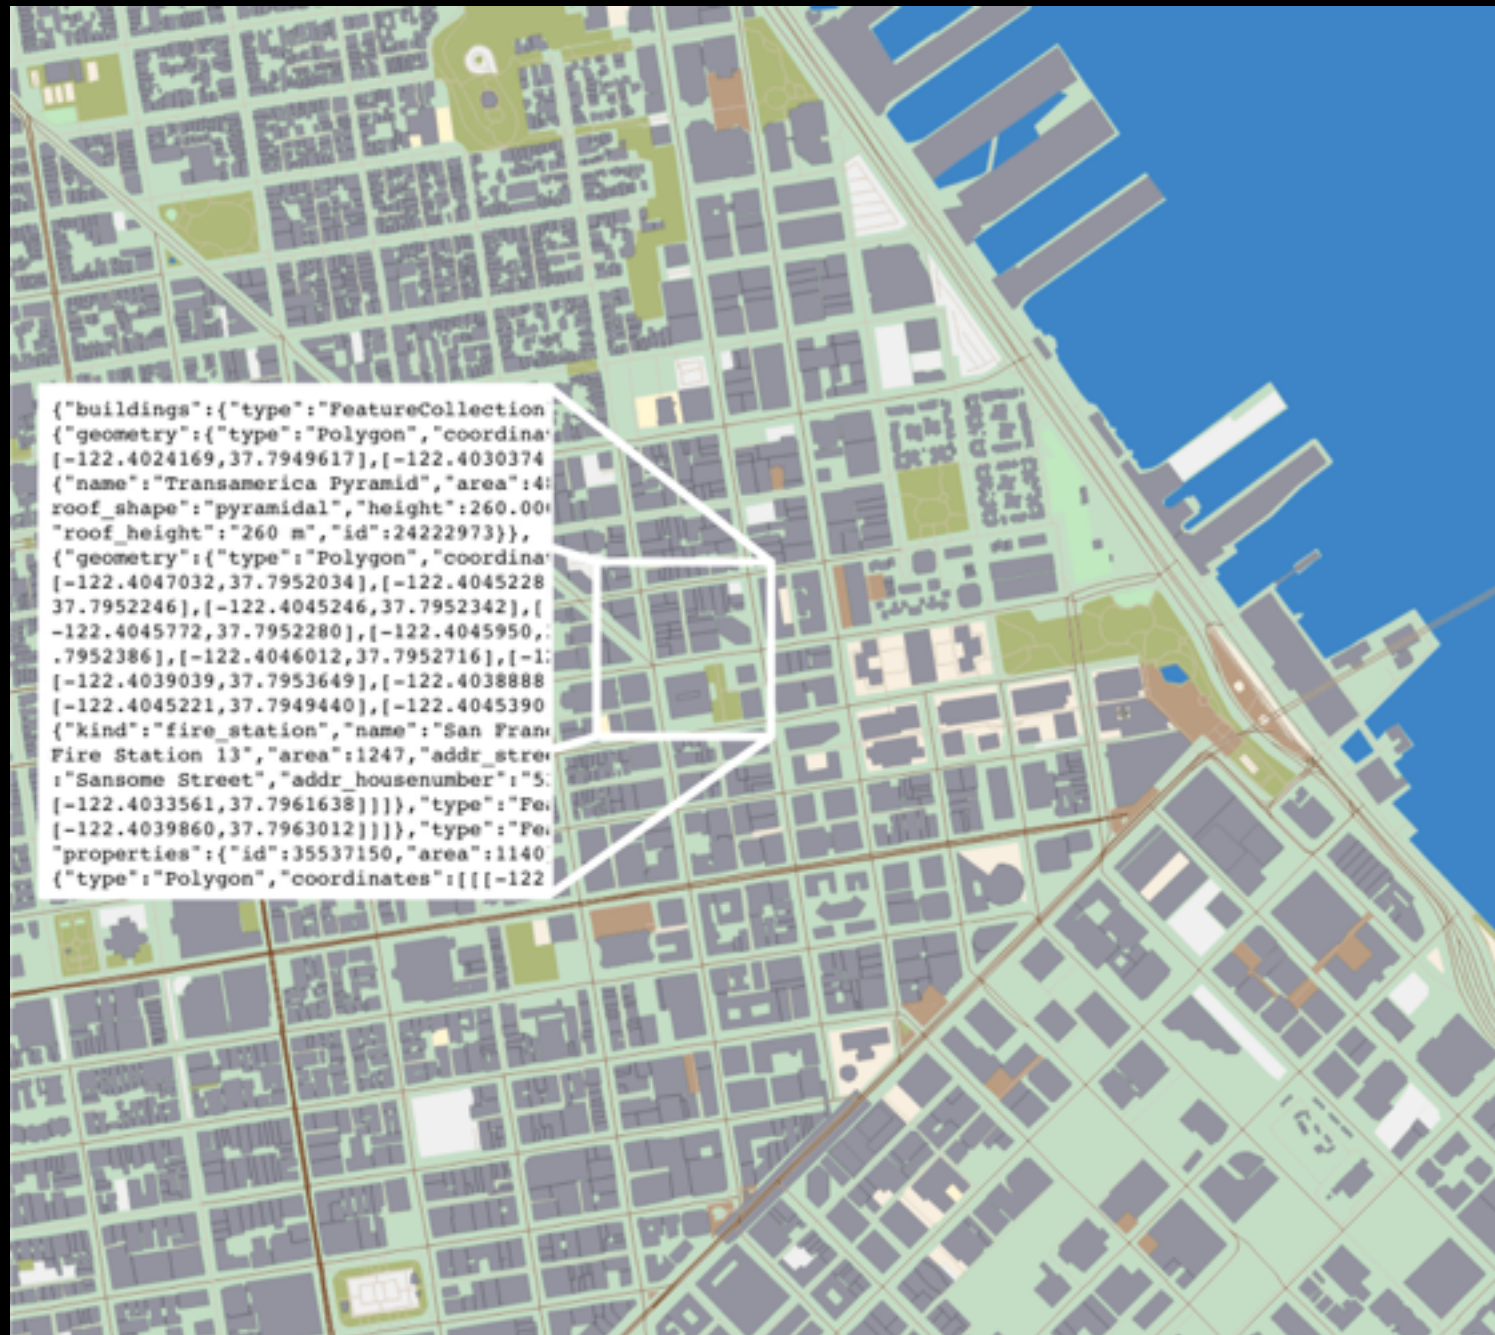 {"buildings":{"type":"FeatureCollection
{"geometry":{"type":"Polygon","coordina
[-122.4024169,37.7949617],[-122.4030374
{"name":"Transamerica Pyramid","area":4
roof_shape":"pyramidal","height":260.00
"roof_height":"260 m","id":24222973}},
{"geometry":{"type":"Polygon","coordina
[-122.4047032,37.7952034],[-122.4045228
37.7952246],[-122.4045246,37.7952342],[
-122.4045772,37.7952280],[-122.4045950,
.7952386],[-122.4046012,37.7952716],[-1
[-122.4039039,37.7953649],[-122.4038888
[-122.4045221,37.7949440],[-122.4045390
{"kind":"fire_station","name":"San Fran
Fire Station 13","area":1247,"addr_stre
:"Sansome Street","addr_housenumber":"5
[-122.4033561,37.7961638]]]},"type":"Fe
[-122.4039860,37.7963012]]]},"type":"Fe
"properties":{"id":35537150,"area":1140
{"type":"Polygon","coordinates":[[[-122